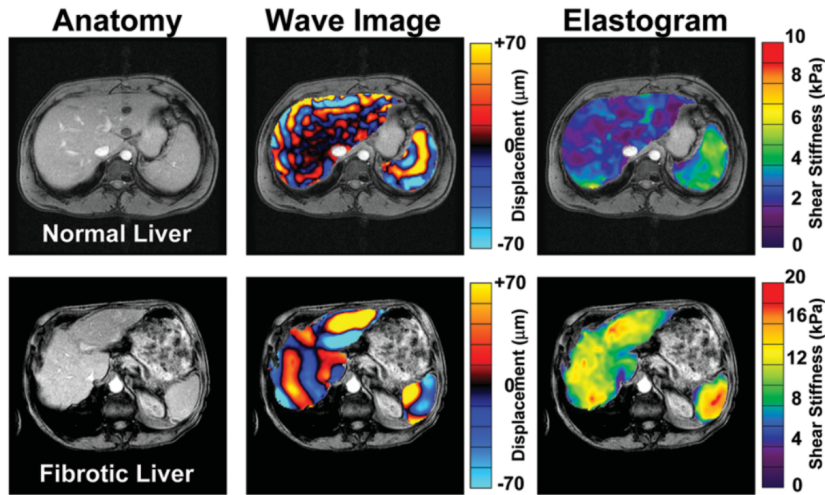 Anatomy
Wave Image
Elastogram
+70
0
-70
Displacement (μm)
10
8
6
4
2
0
Shear Stiffness (kPa)
Normal Liver
+70
0
-70
Displacement (μm)
20
16
12
8
4
0
Shear Stiffness (kPa)
Fibrotic Liver